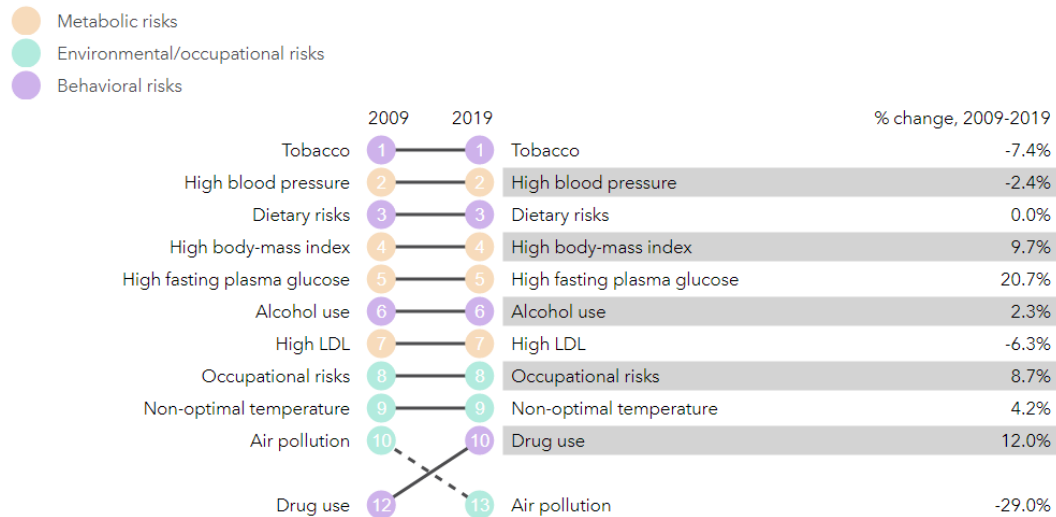 Metabolic risks
Environmental/occupational risks
Behavioral risks
2009 2019 % change, 2009-2019
Tobacco 1 1 Tobacco -7.4%
High blood pressure 2 2 High blood pressure -2.4%
Dietary risks 3 3 Dietary risks 0.0%
High body-mass index 4 4 High body-mass index 9.7%
High fasting plasma glucose 5 5 High fasting plasma glucose 20.7%
Alcohol use 6 6 Alcohol use 2.3%
High LDL 7 7 High LDL -6.3%
Occupational risks 8 8 Occupational risks 8.7%
Non-optimal temperature 9 9 Non-optimal temperature 4.2%
Air pollution 10 10 Drug use 12.0%
Drug use 12 13 Air pollution -29.0%